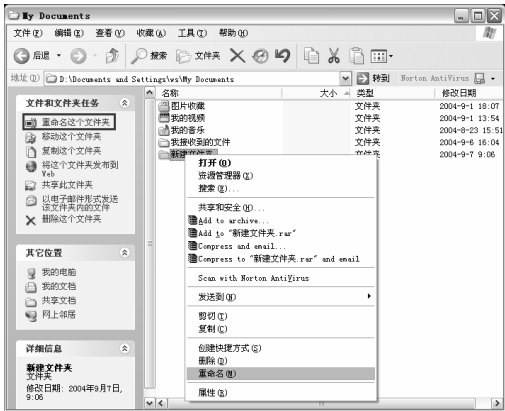 My Documents
文件(F) 编辑(E) 查看(V) 收藏(A) 工具(T) 帮助(H)
后退 搜索 文件夹
地址(D) D:\Documents and Settings\vs\My Documents 转到 Norton AntiVirus
文件和文件夹任务
重命名这个文件夹
移动这个文件夹
复制这个文件夹
将这个文件夹发布到
Web
共享此文件夹
以电子邮件形式发送
该文件夹内的文件
删除这个文件夹
其它位置
我的电脑
我的文档
共享文档
网上邻居
详细信息
新建文件夹
文件夹
修改日期: 2004年9月7日,
9:06
名称 大小 类型 修改日期
图片收藏 文件夹 2004-9-1 18:07
我的视频 文件夹 2004-9-1 13:54
我的音乐 文件夹 2004-8-23 15:51
我接收到的文件 文件夹 2004-9-6 16:04
新建文件夹 文件夹 2004-9-7 9:06
打开(O)
资源管理器(X)
搜索(E)...
共享和安全(H)...
Add to archive...
Add to "新建文件夹.rar"
Compress and email...
Compress to "新建文件夹.rar" and email
Scan with Norton AntiVirus
发送到(N)
剪切(T)
复制(C)
创建快捷方式(S)
删除(D)
重命名(M)
属性(R)